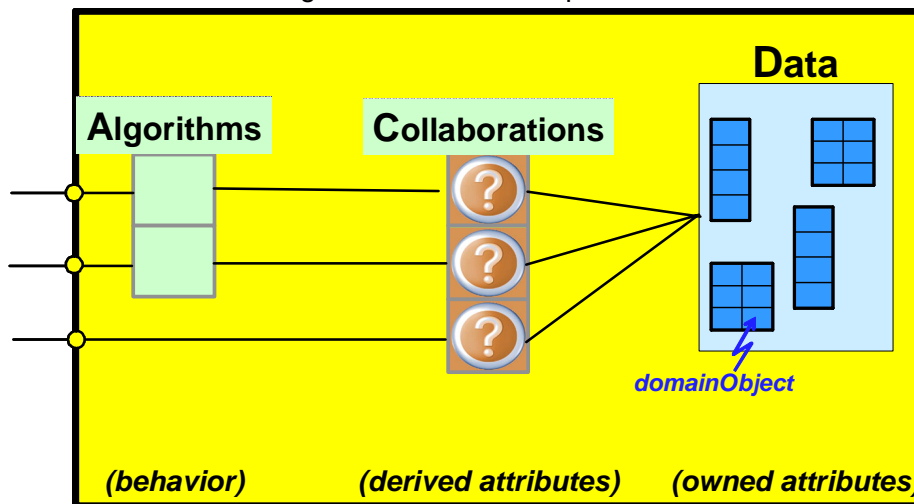 Data
Algorithms
Collaborations
?
?
?
domainObject
(behavior)
(derived attributes)
(owned attributes)